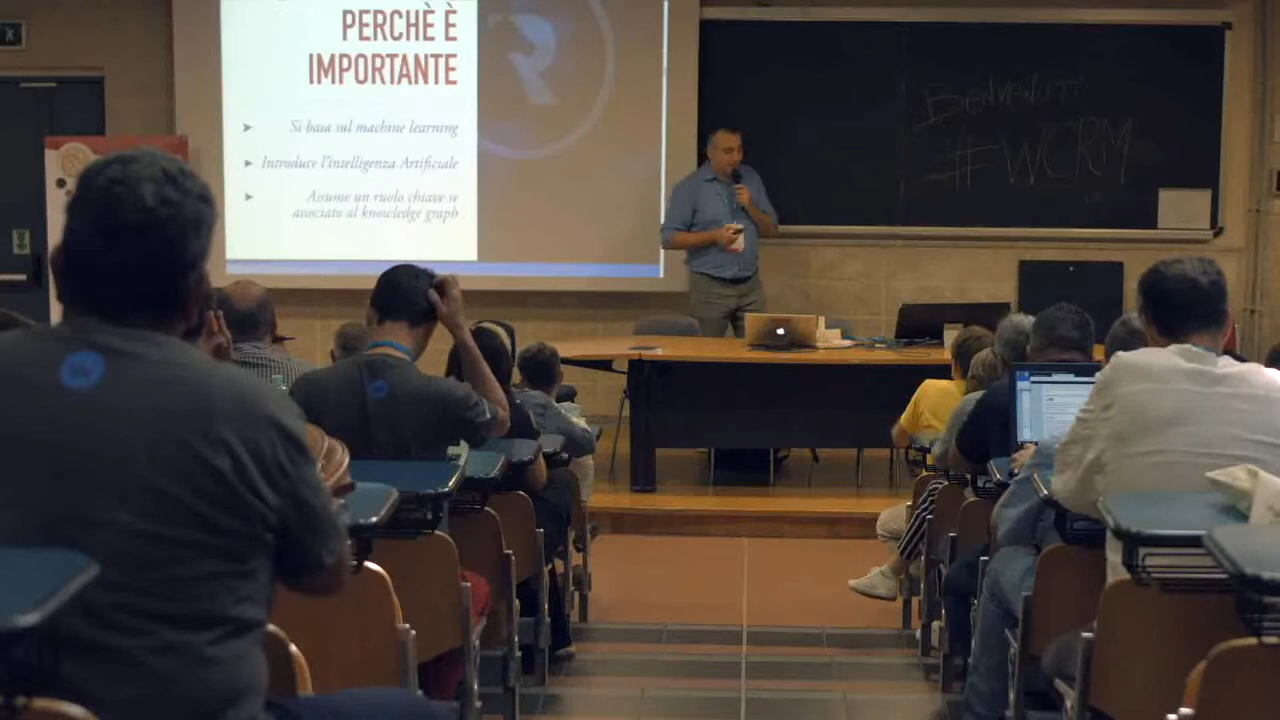 PERCHÈ È
IMPORTANTE
➤ Si basa sul machine learning
➤ Introduce l'intelligenza Artificiale
➤ Assume un ruolo chiave se
associato al knowledge graph
R
BENVENUTI
#WCRM